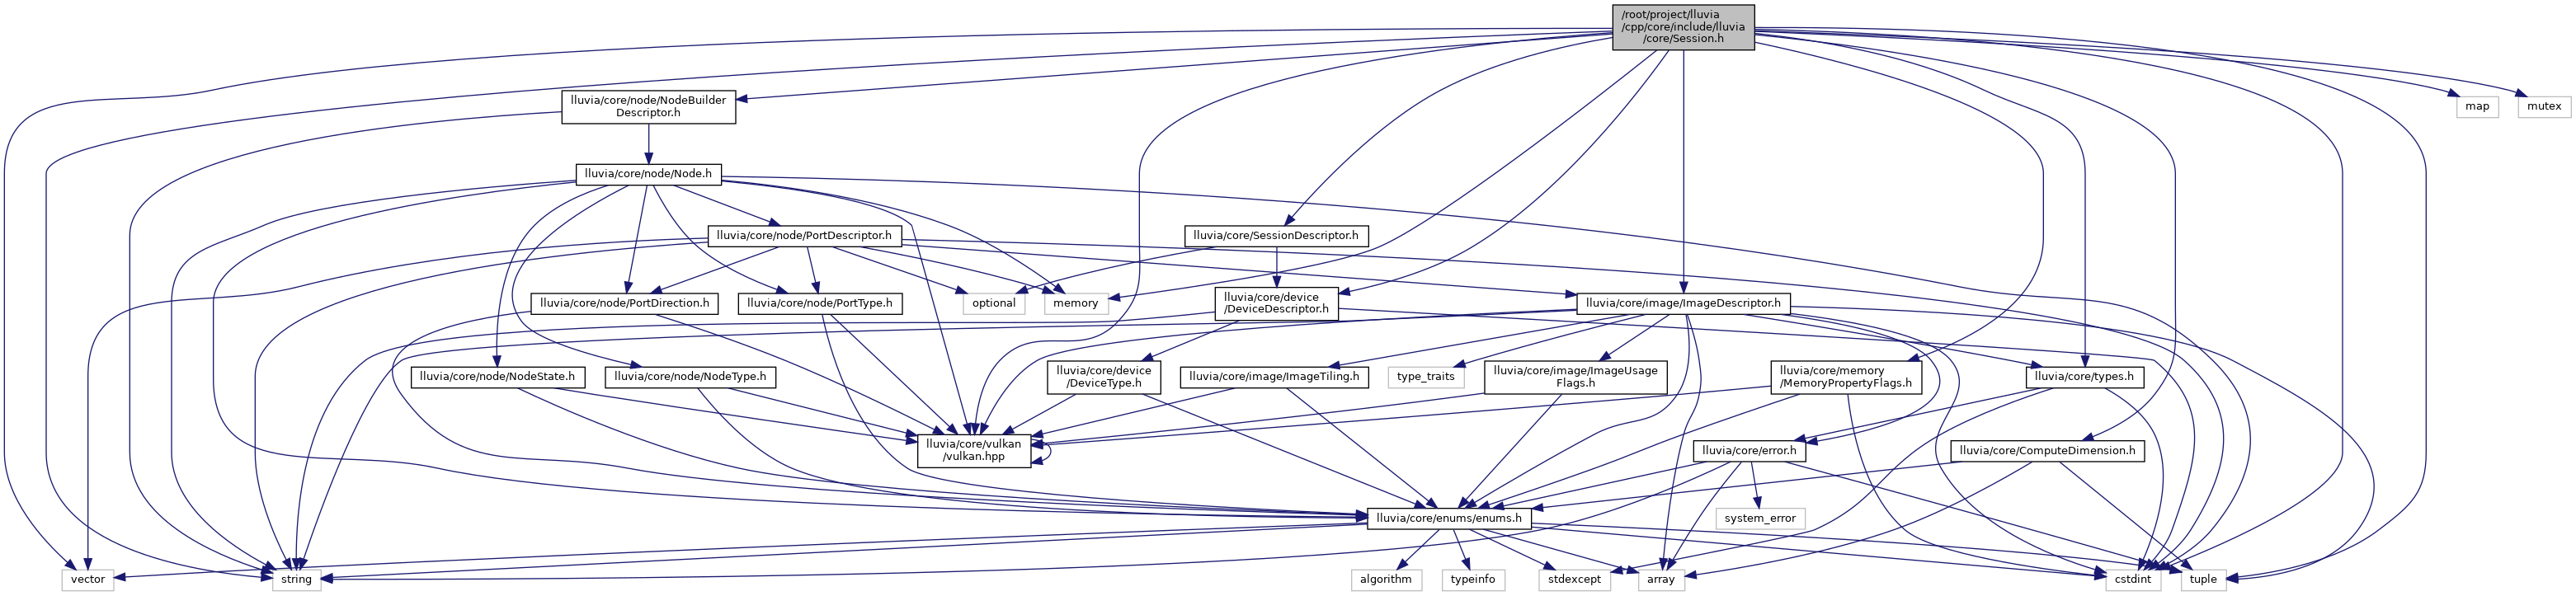 /root/project/lluvia
/cpp/core/include/lluvia
/core/Session.h
lluvia/core/node/NodeBuilder
Descriptor.h
map
mutex
lluvia/core/node/Node.h
lluvia/core/node/PortDescriptor.h
lluvia/core/SessionDescriptor.h
lluvia/core/node/PortDirection.h
lluvia/core/node/PortType.h
optional
memory
lluvia/core/device
/DeviceDescriptor.h
lluvia/core/image/ImageDescriptor.h
lluvia/core/node/NodeState.h
lluvia/core/node/NodeType.h
lluvia/core/device
/DeviceType.h
lluvia/core/image/ImageTiling.h
type_traits
lluvia/core/image/ImageUsage
Flags.h
lluvia/core/memory
/MemoryPropertyFlags.h
lluvia/core/types.h
lluvia/core/vulkan
/vulkan.hpp
lluvia/core/error.h
lluvia/core/ComputeDimension.h
lluvia/core/enums/enums.h
system_error
vector
string
algorithm
typeinfo
stdexcept
array
cstdint
tuple